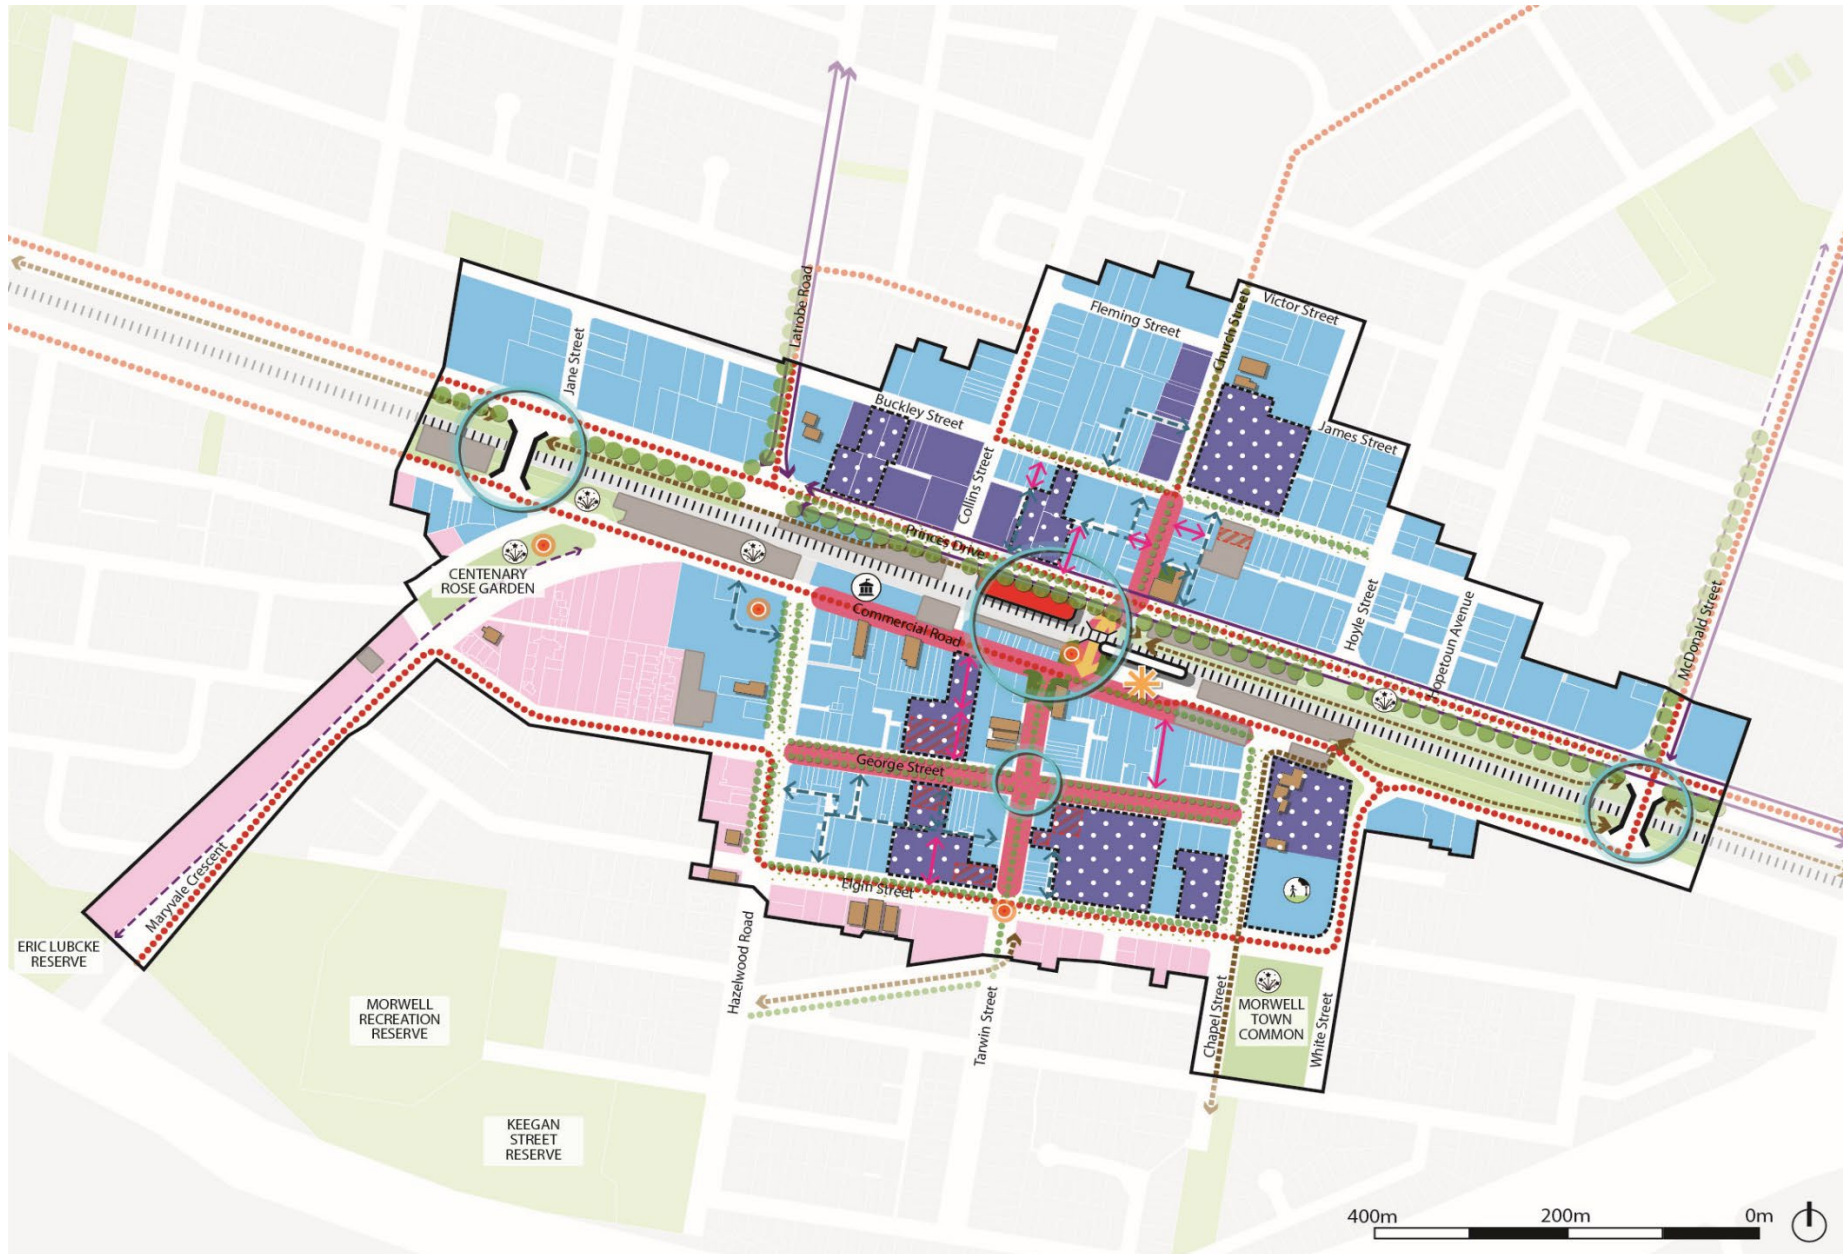 Latrobe Road
Victor Street
Church Street
Fleming Street
Jane Street
Buckley Street
James Street
McDonald Street
Collins Street
Princes Drive
CENTENARY
ROSE GARDEN
Hoyle Street
Hopetoun Avenue
Commercial Road
George Street
Maryvale Crescent
Elgin Street
ERIC LUBCKE
RESERVE
Hazelwood Road
MORWELL
RECREATION
RESERVE
Tarwin Street
Chapel Street
MORWELL
TOWN
COMMON
White Street
KEEGAN
STREET
RESERVE
400m 200m 0m